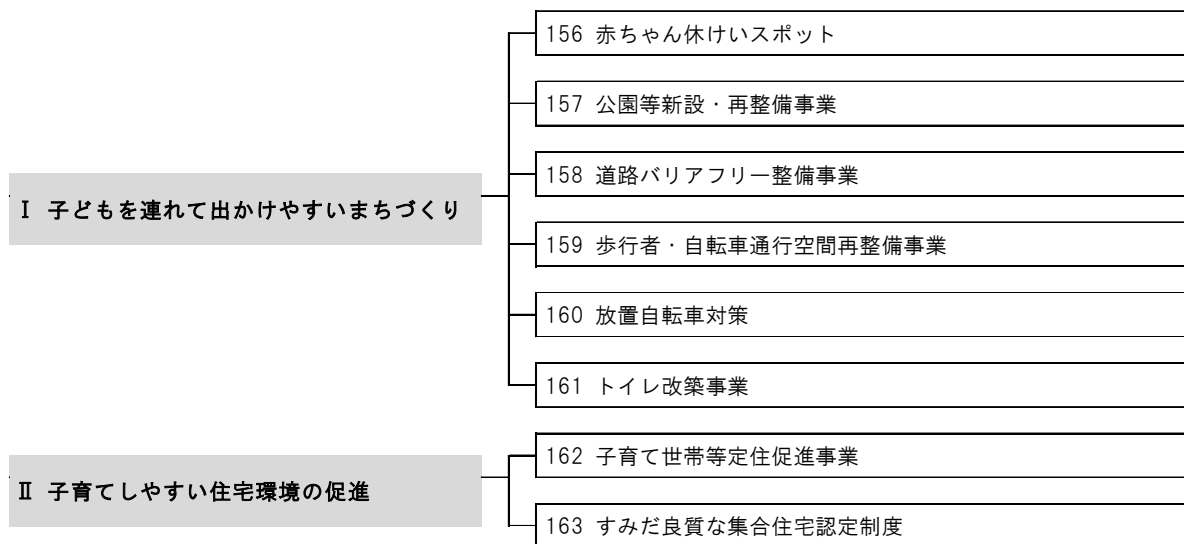 156 赤ちゃん休けいスポット
157 公園等新設・再整備事業
158 道路バリアフリー整備事業
Ⅰ 子どもを連れて出かけやすいまちづくり
159 歩行者・自転車通行空間再整備事業
160 放置自転車対策
161 トイレ改築事業
162 子育て世帯等定住促進事業
Ⅱ 子育てしやすい住宅環境の促進
163 すみだ良質な集合住宅認定制度